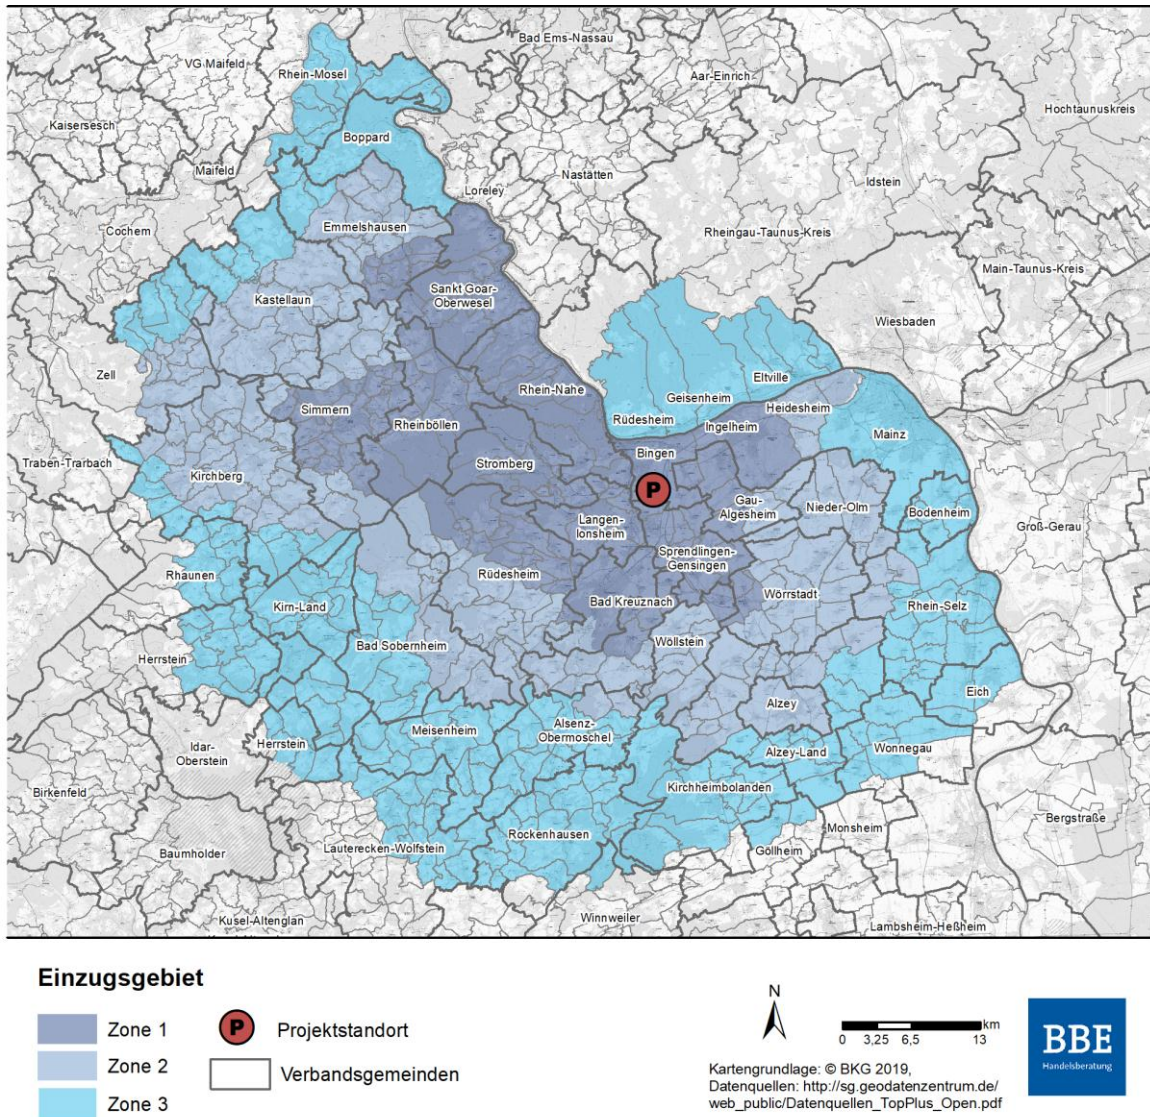 Bad Ems-Nassau
VG Maifeld
Rhein-Mosel
Aar-Einrich
Hochtaunuskreis
Kaisersesch
Boppard
Maifeld
Nastätten
Idstein
Loreley
Cochem
Emmelshausen
Rheingau-Taunus-Kreis
Main-Taunus-Kreis
Sankt Goar-
Oberwesel
Kastellaun
Wiesbaden
Zell
Eltville
Rhein-Nahe
Geisenheim
Heidesheim
Simmern
Rheinböllen
Rüdesheim
Ingelheim
Mainz
Bingen
Traben-Trarbach
Stromberg
Kirchberg
P
Gau-
Algesheim
Nieder-Olm
Bodenheim
Langen-
lonsheim
Groß-Gerau
Sprendlingen-
Gensingen
Rhaunen
Rüdesheim
Kirn-Land
Bad Kreuznach
Wörrstadt
Rhein-Selz
Bad Sobernheim
Wöllstein
Herrstein
Eich
Alzey
Meisenheim
Alsenz-
Obermoschel
Idar-
Oberstein
Herrstein
Alzey-Land
Wonnegau
Birkenfeld
Kirchheimbolanden
Bergstraße
Rockenhausen
Monsheim
Baumholder
Lauterecken-Wolfstein
Göllheim
Kusel-Altenglan
Winnweiler
Lambsheim-Heßheim
Einzugsgebiet
Zone 1
Zone 2
Zone 3
P Projektstandort
Verbandsgemeinden
N
km
0 3,25 6,5 13
Kartengrundlage: © BKG 2019,
Datenquellen: http://sg.geodatenzentrum.de/
web_public/Datenquellen_TopPlus_Open.pdf
BBE
Handelsberatung